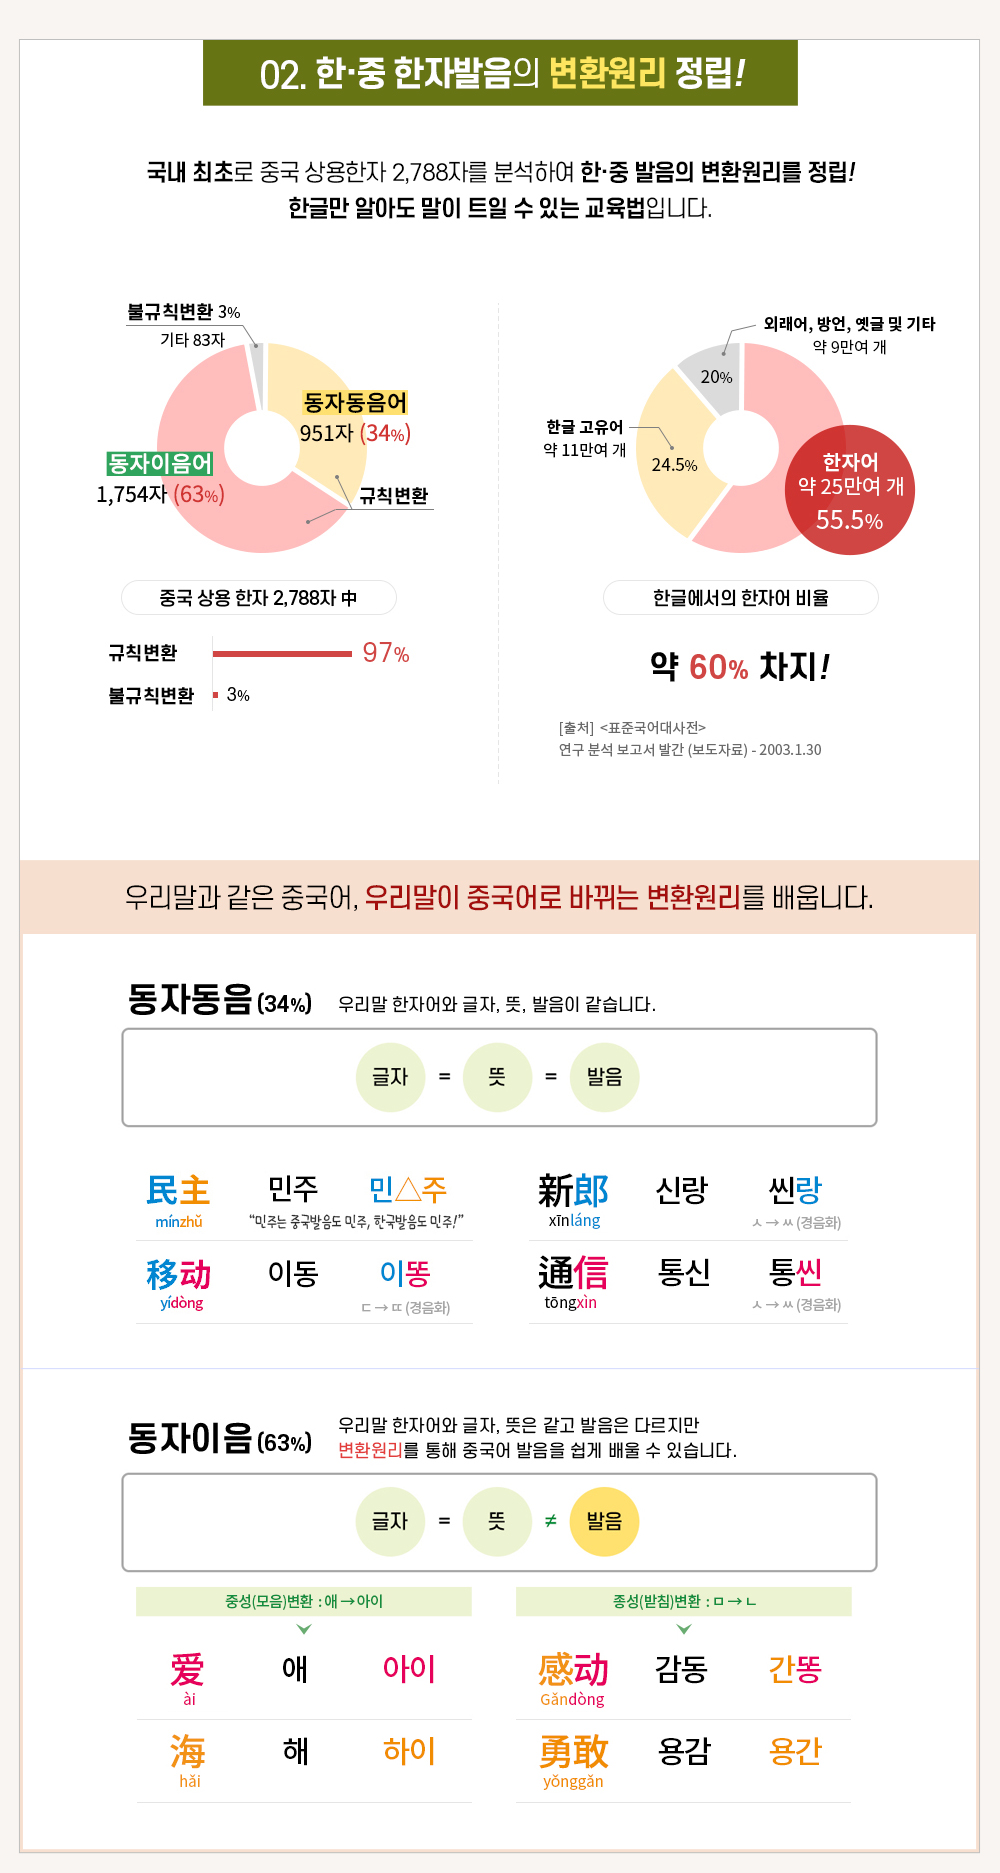 02. 한·중 한자발음의 변환원리 정립!
국내 최초로 중국 상용한자 2,788자를 분석하여 한·중 발음의 변환원리를 정립!
한글만 알아도 말이 트일 수 있는 교육법입니다.
불규칙변환 3%
기타 83자
동자동음어
951자 (34%)
동자이음어
1,754자 (63%)
규칙변환
중국 상용 한자 2,788자 中
규칙변환 97%
불규칙변환 3%
외래어, 방언, 옛글 및 기타
약 9만여 개
20%
한글 고유어
약 11만여 개
24.5%
한자어
약 25만여 개
55.5%
한글에서의 한자어 비율
약 60% 차지!
[출처] <표준국어대사전>
연구 분석 보고서 발간 (보도자료) - 2003.1.30
우리말과 같은 중국어, 우리말이 중국어로 바뀌는 변환원리를 배웁니다.
동자동음(34%) 우리말 한자어와 글자, 뜻, 발음이 같습니다.
글자 = 뜻 = 발음
民主 민주 민△주
mínzhǔ “민주는 중국발음도 민주, 한국발음도 민주!”
移动 이동 이똥
yídòng ㄷ→ㄸ (경음화)
新郎 신랑 씬랑
xīnláng ㅅ→ㅆ (경음화)
通信 통신 통씬
tōngxìn ㅅ→ㅆ (경음화)
동자이음(63%) 우리말 한자어와 글자, 뜻은 같고 발음은 다르지만
변환원리를 통해 중국어 발음을 쉽게 배울 수 있습니다.
글자 = 뜻 ≠ 발음
중성(모음)변환 : 애→아이
爱 애 아이
ài
海 해 하이
hǎi
종성(받침)변환 : ㅁ→ㄴ
感动 감동 간똥
Gǎndòng
勇敢 용감 용간
yǒnggǎn